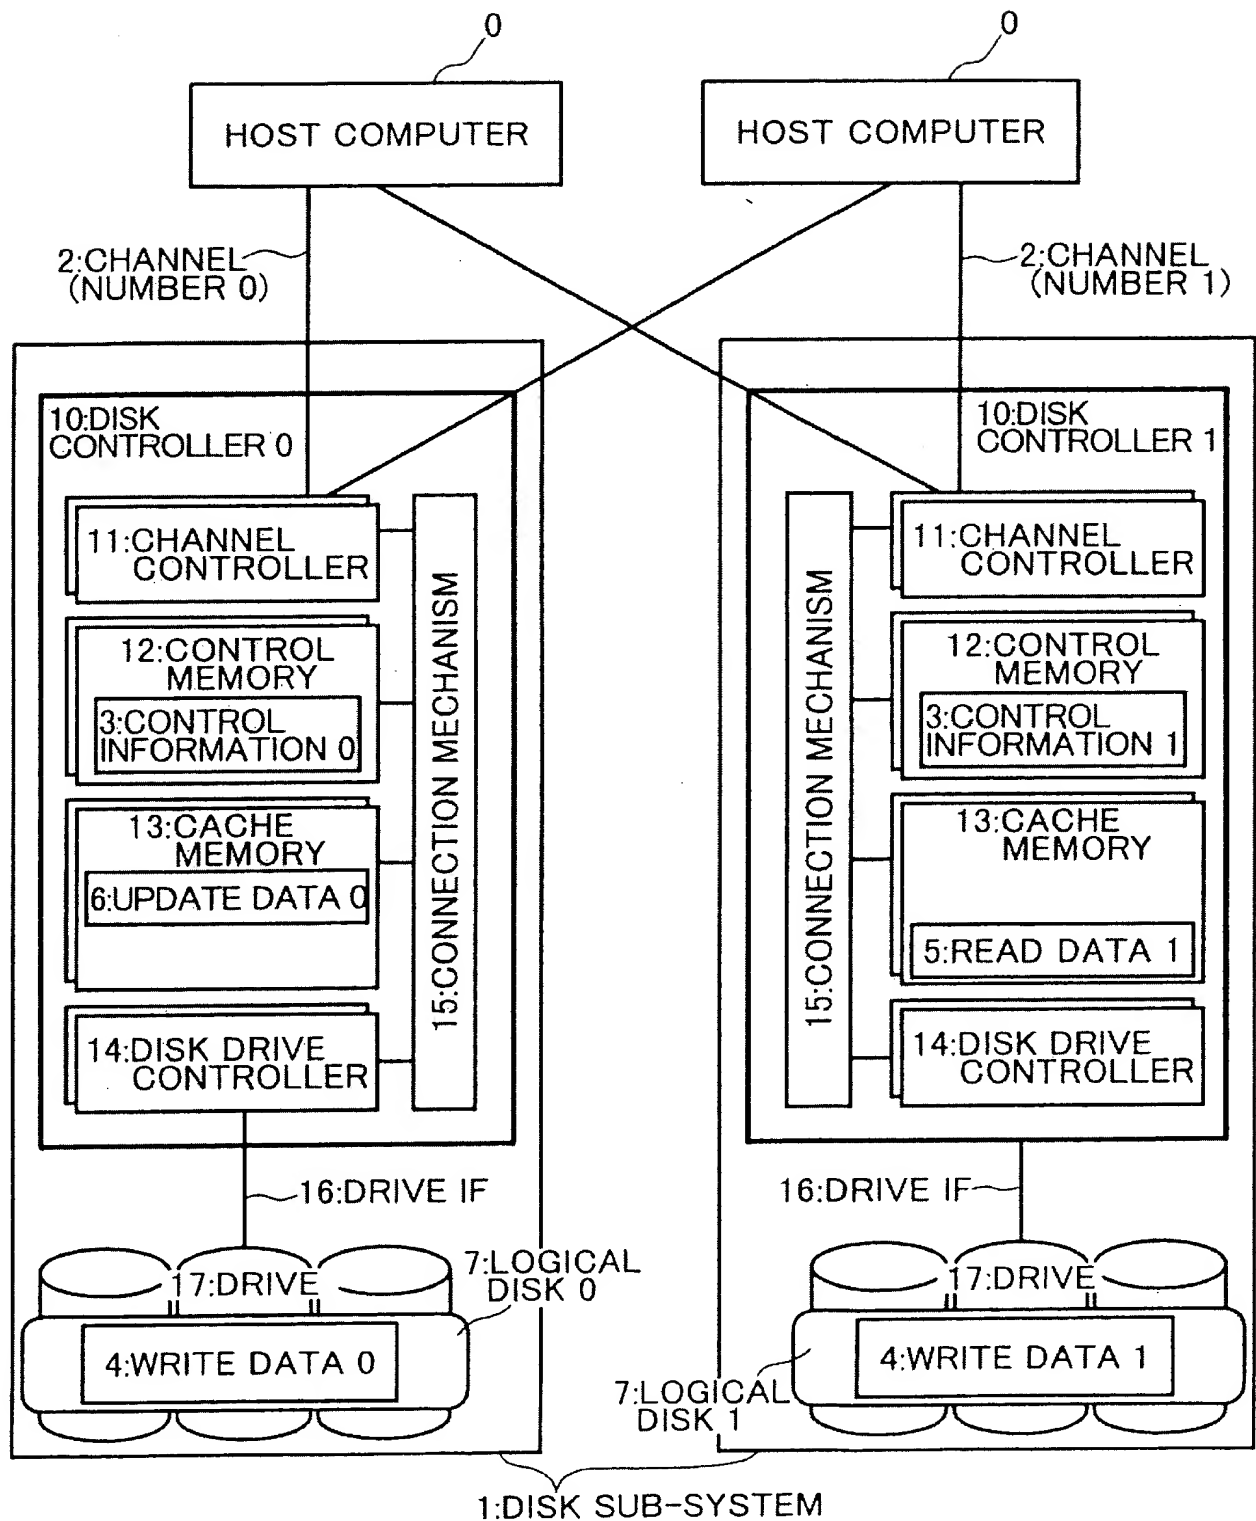 0
0
HOST COMPUTER
HOST COMPUTER
2:CHANNEL
(NUMBER 0)
2:CHANNEL
(NUMBER 1)
10:DISK
CONTROLLER 0
11:CHANNEL
CONTROLLER
12:CONTROL
MEMORY
3:CONTROL
INFORMATION 0
13:CACHE
MEMORY
6:UPDATE DATA 0
14:DISK DRIVE
CONTROLLER
15:CONNECTION MECHANISM
16:DRIVE IF
17:DRIVE
7:LOGICAL
DISK 0
4:WRITE DATA 0
10:DISK
CONTROLLER 1
15:CONNECTION MECHANISM
11:CHANNEL
CONTROLLER
12:CONTROL
MEMORY
3:CONTROL
INFORMATION 1
13:CACHE
MEMORY
5:READ DATA 1
14:DISK DRIVE
CONTROLLER
16:DRIVE IF
17:DRIVE
4:WRITE DATA 1
7:LOGICAL
DISK 1
1:DISK SUB-SYSTEM